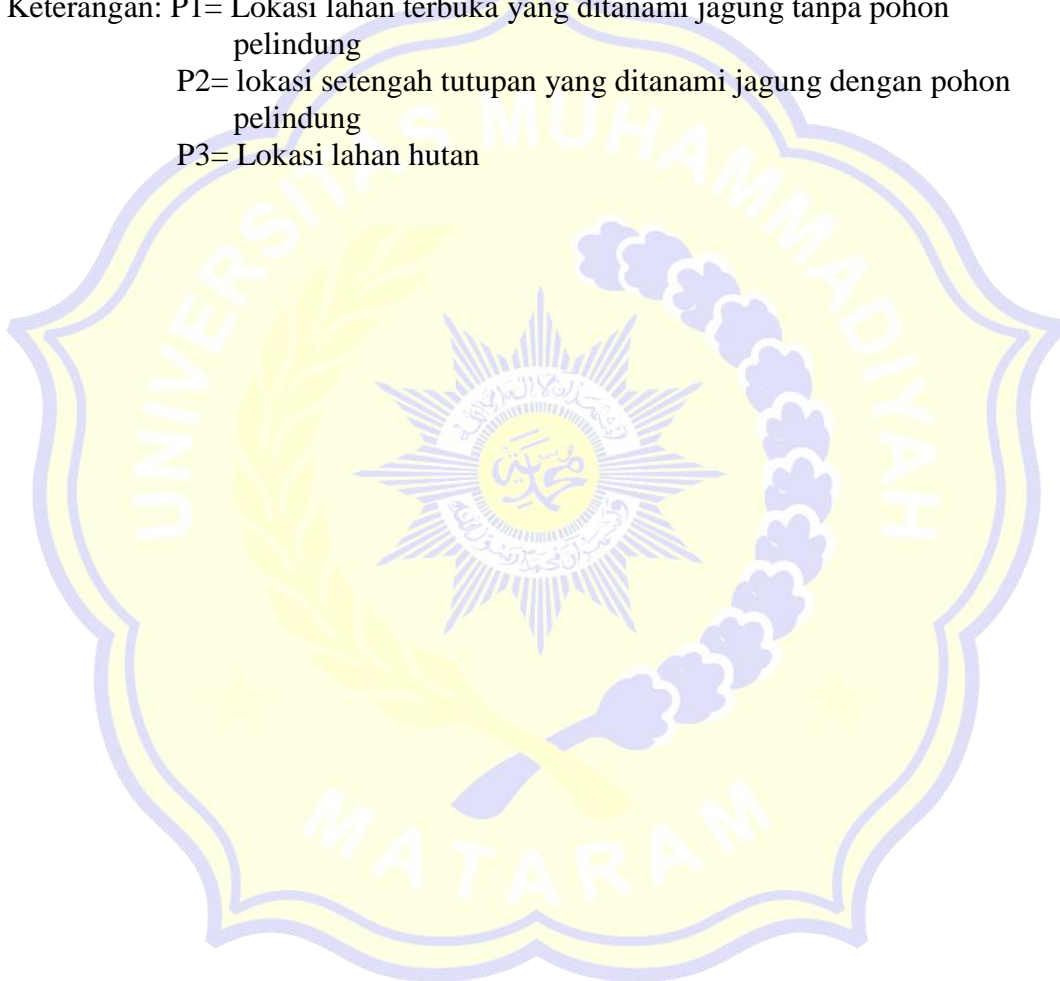 Keterangan: P1= Lokasi lahan terbuka yang ditanami jagung tanpa pohon
pelindung
P2= lokasi setengah tutupan yang ditanami jagung dengan pohon
pelindung
P3= Lokasi lahan hutan
UNIVERSITAS MUHAMMADIYAH
MATARAM